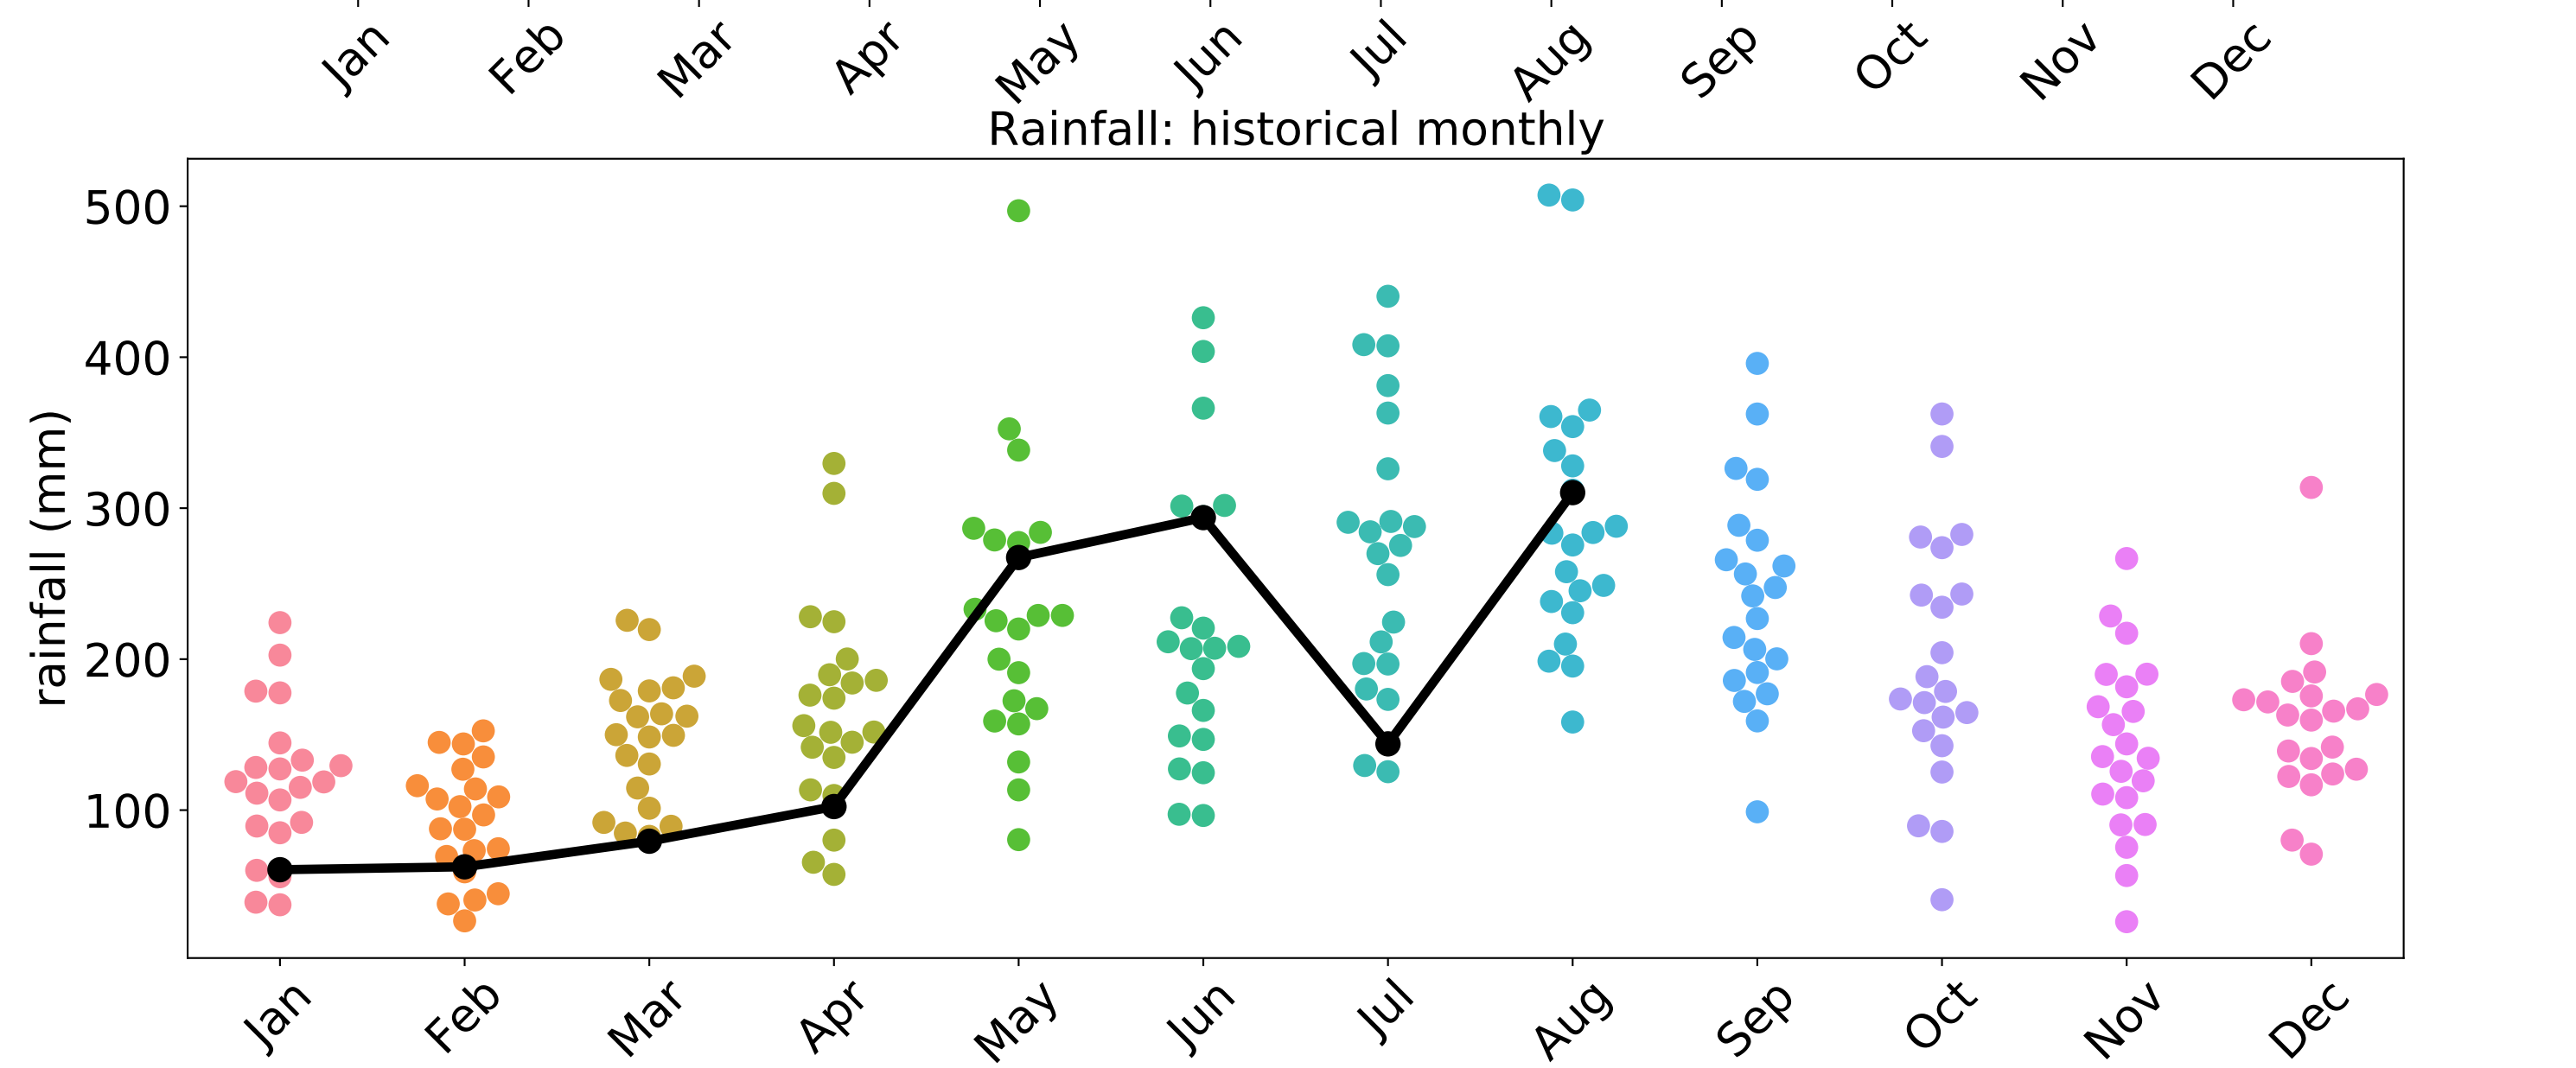 Jan Feb Mar Apr May Jun Jul Aug Sep Oct Nov Dec
Rainfall: historical monthly
rainfall (mm)
500
400
300
200
100
Jan Feb Mar Apr May Jun Jul Aug Sep Oct Nov Dec